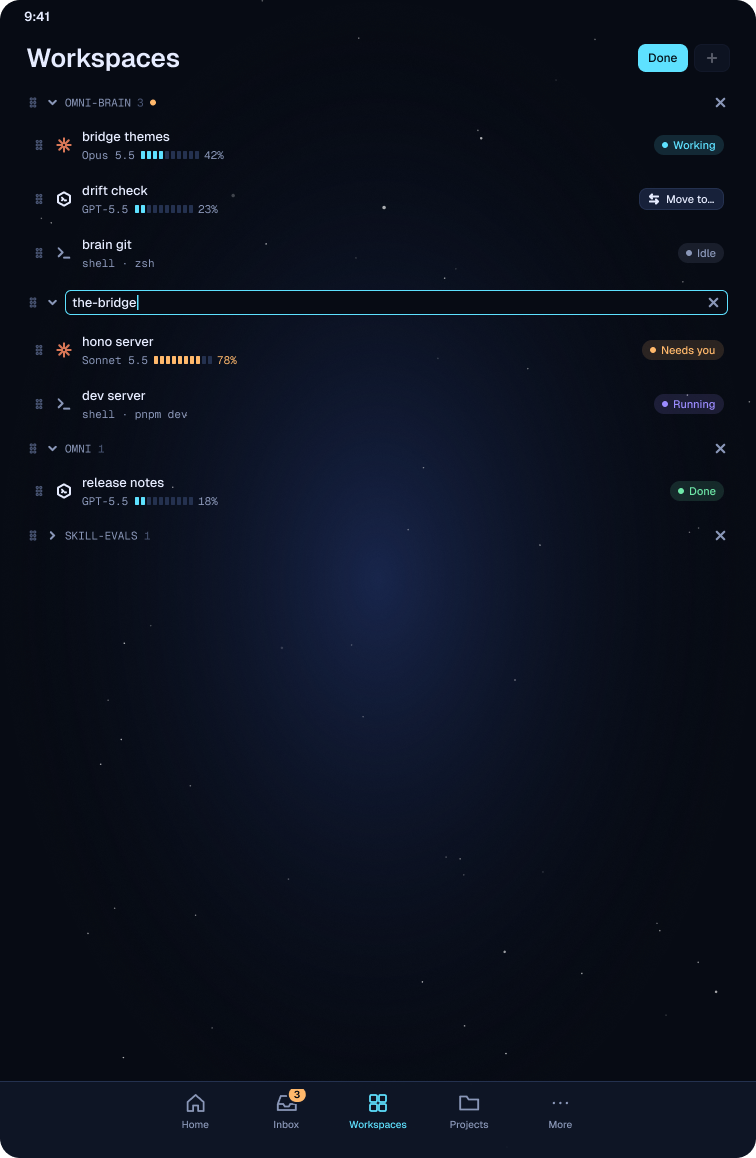 9:41
Workspaces
Done
OMNI-BRAIN 3
bridge themes
Opus 5.5 42%
Working
drift check
GPT-5.5 23%
Move to…
brain git
shell · zsh
Idle
the-bridge
hono server
Sonnet 5.5 78%
Needs you
dev server
shell · pnpm dev
Running
OMNI 1
release notes
GPT-5.5 18%
Done
SKILL-EVALS 1
3
Home
Inbox
Workspaces
Projects
More